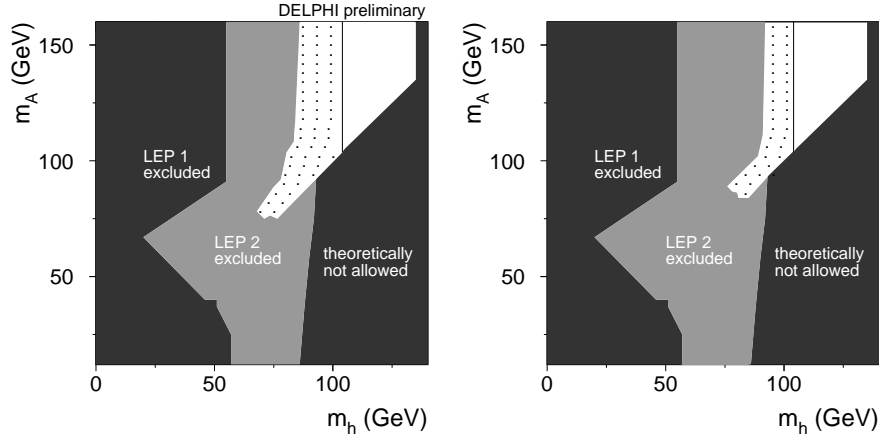 DELPHI preliminary
m_A (GeV)
150
100
50
LEP 1
excluded
LEP 2
excluded
theoretically
not allowed
0
50
100
m_h (GeV)
m_A (GeV)
150
100
50
LEP 1
excluded
LEP 2
excluded
theoretically
not allowed
0
50
100
m_h (GeV)